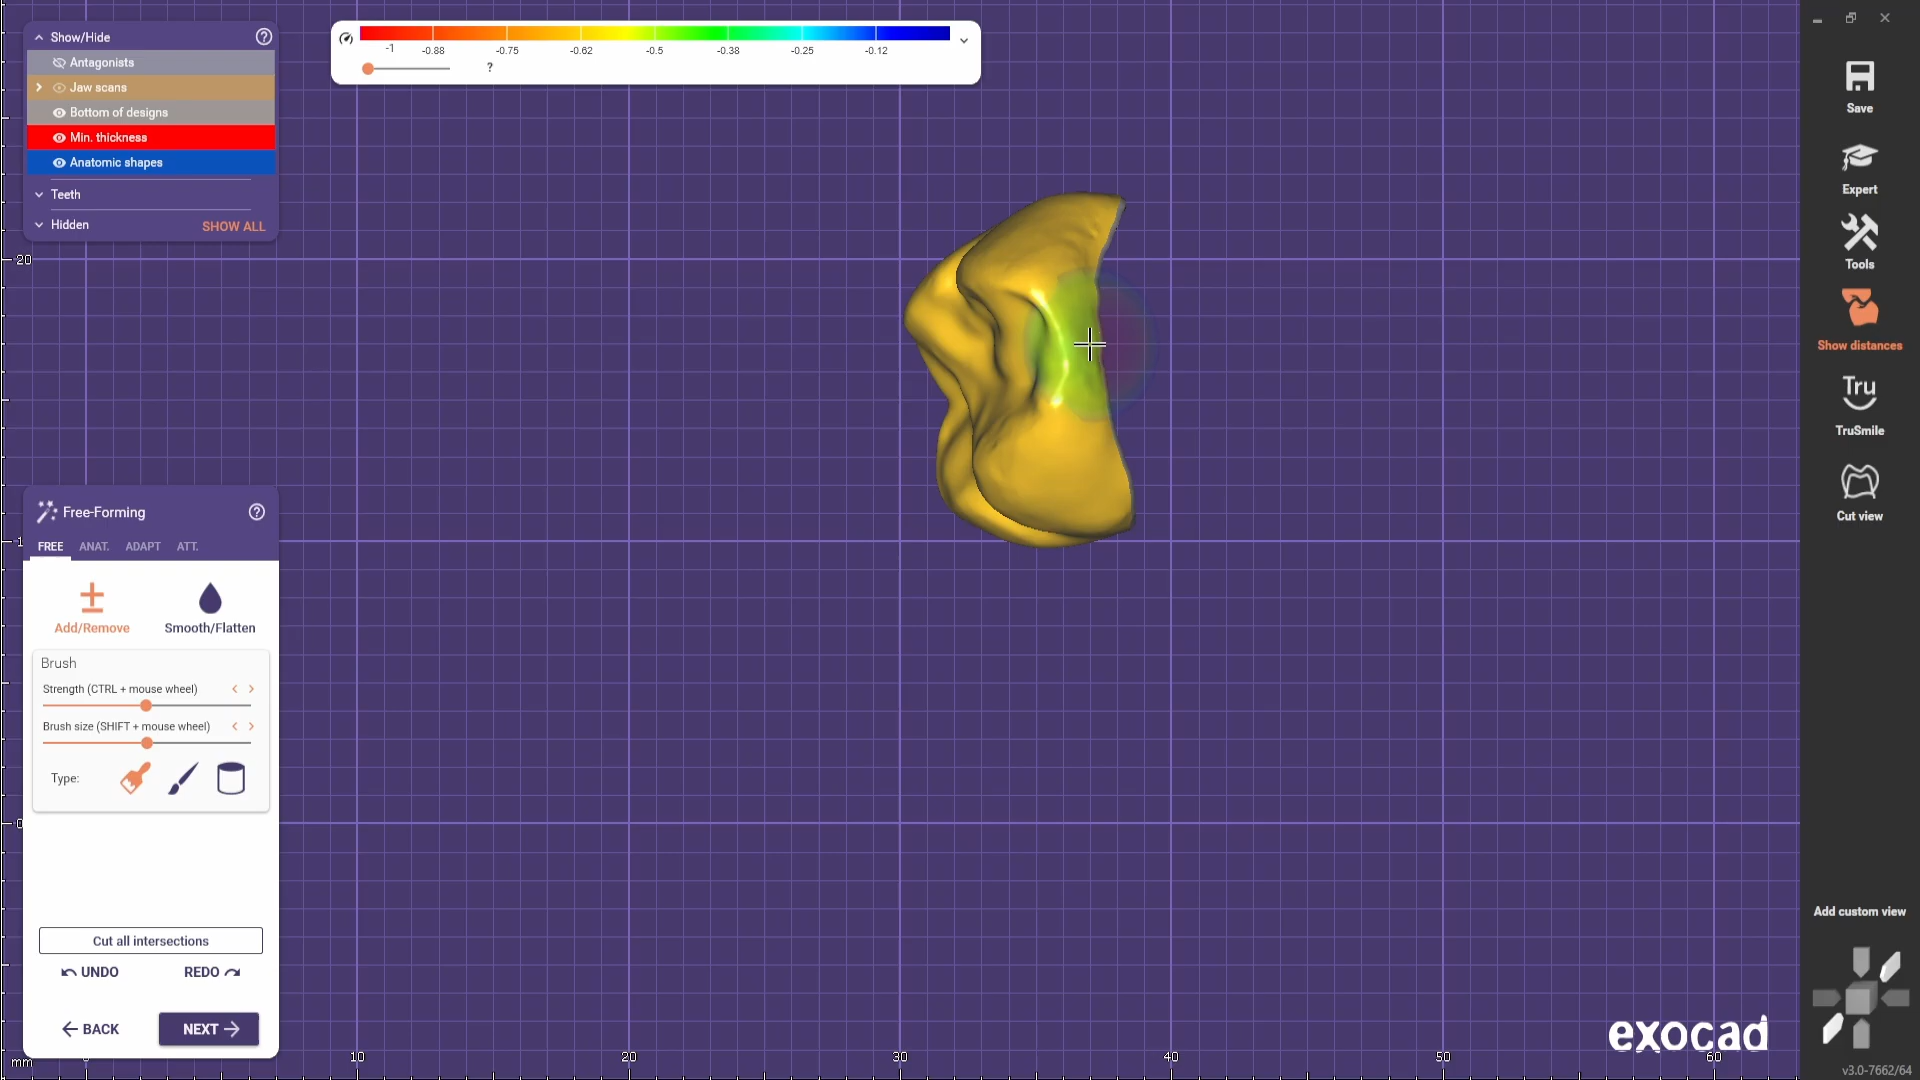 Show/Hide
Antagonists
Jaw scans
Bottom of designs
Min. thickness
Anatomic shapes
Teeth
Hidden
SHOW ALL
-1
-0.88
-0.75
-0.62
-0.5
-0.38
-0.25
-0.12
?
Save
Expert
Tools
Show distances
Tru
TruSmile
Cut view
20
Free-Forming
FREE
ANAT.
ADAPT
ATT.
Add/Remove
Smooth/Flatten
Brush
Strength (CTRL + mouse wheel)
Brush size (SHIFT + mouse wheel)
Type:
Cut all intersections
UNDO
REDO
BACK
NEXT
Add custom view
exocad
mm
10
20
30
40
50
60
v3.0-7662/64